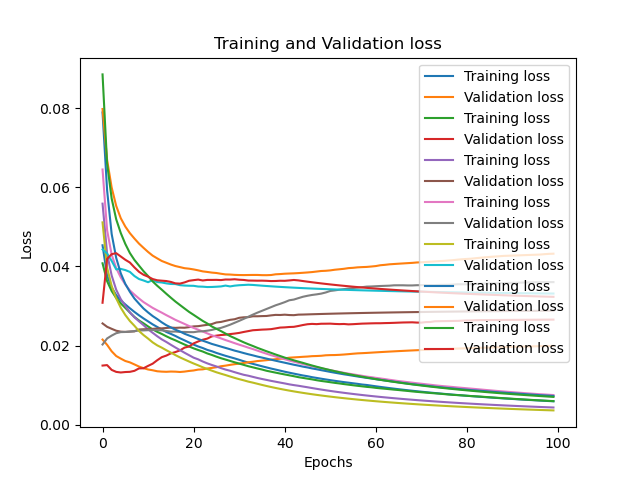 Training and Validation loss
Loss
0.08
0.06
0.04
0.02
0.00
Training loss
Validation loss
Training loss
Validation loss
Training loss
Validation loss
Training loss
Validation loss
Training loss
Validation loss
Training loss
Validation loss
Training loss
Validation loss
0 20 40 60 80 100
Epochs